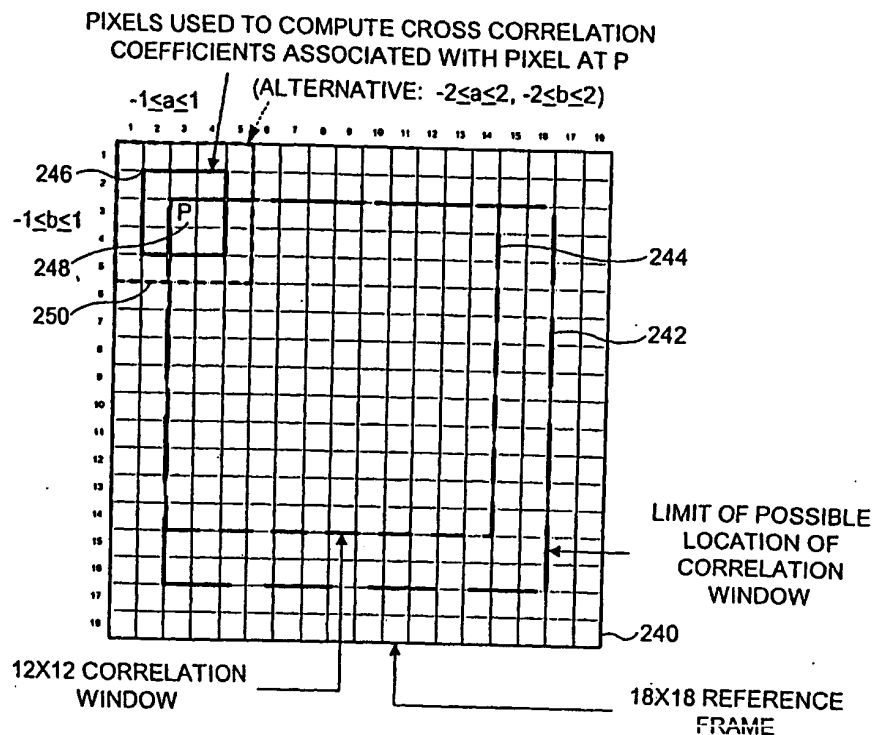 PIXELS USED TO COMPUTE CROSS CORRELATION
COEFFICIENTS ASSOCIATED WITH PIXEL AT P
(ALTERNATIVE: -2≤a≤2, -2≤b≤2)
-1≤a≤1
1 2 3 4 5 6 7 8 9 10 11 12 13 14 15 16 17
1
246
2
-1≤b≤1
3
P
4
248
5
244
250
6
7
242
8
9
10
11
12
13
14
15
16
17
LIMIT OF POSSIBLE
LOCATION OF
CORRELATION
WINDOW
240
12X12 CORRELATION
WINDOW
18X18 REFERENCE
FRAME